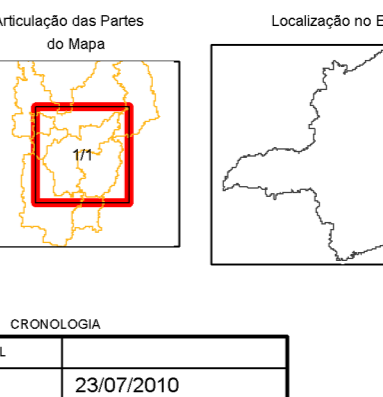 Articulação das Partes
do Mapa
Localização no E
1/1
CRONOLOGIA
L
23/07/2010